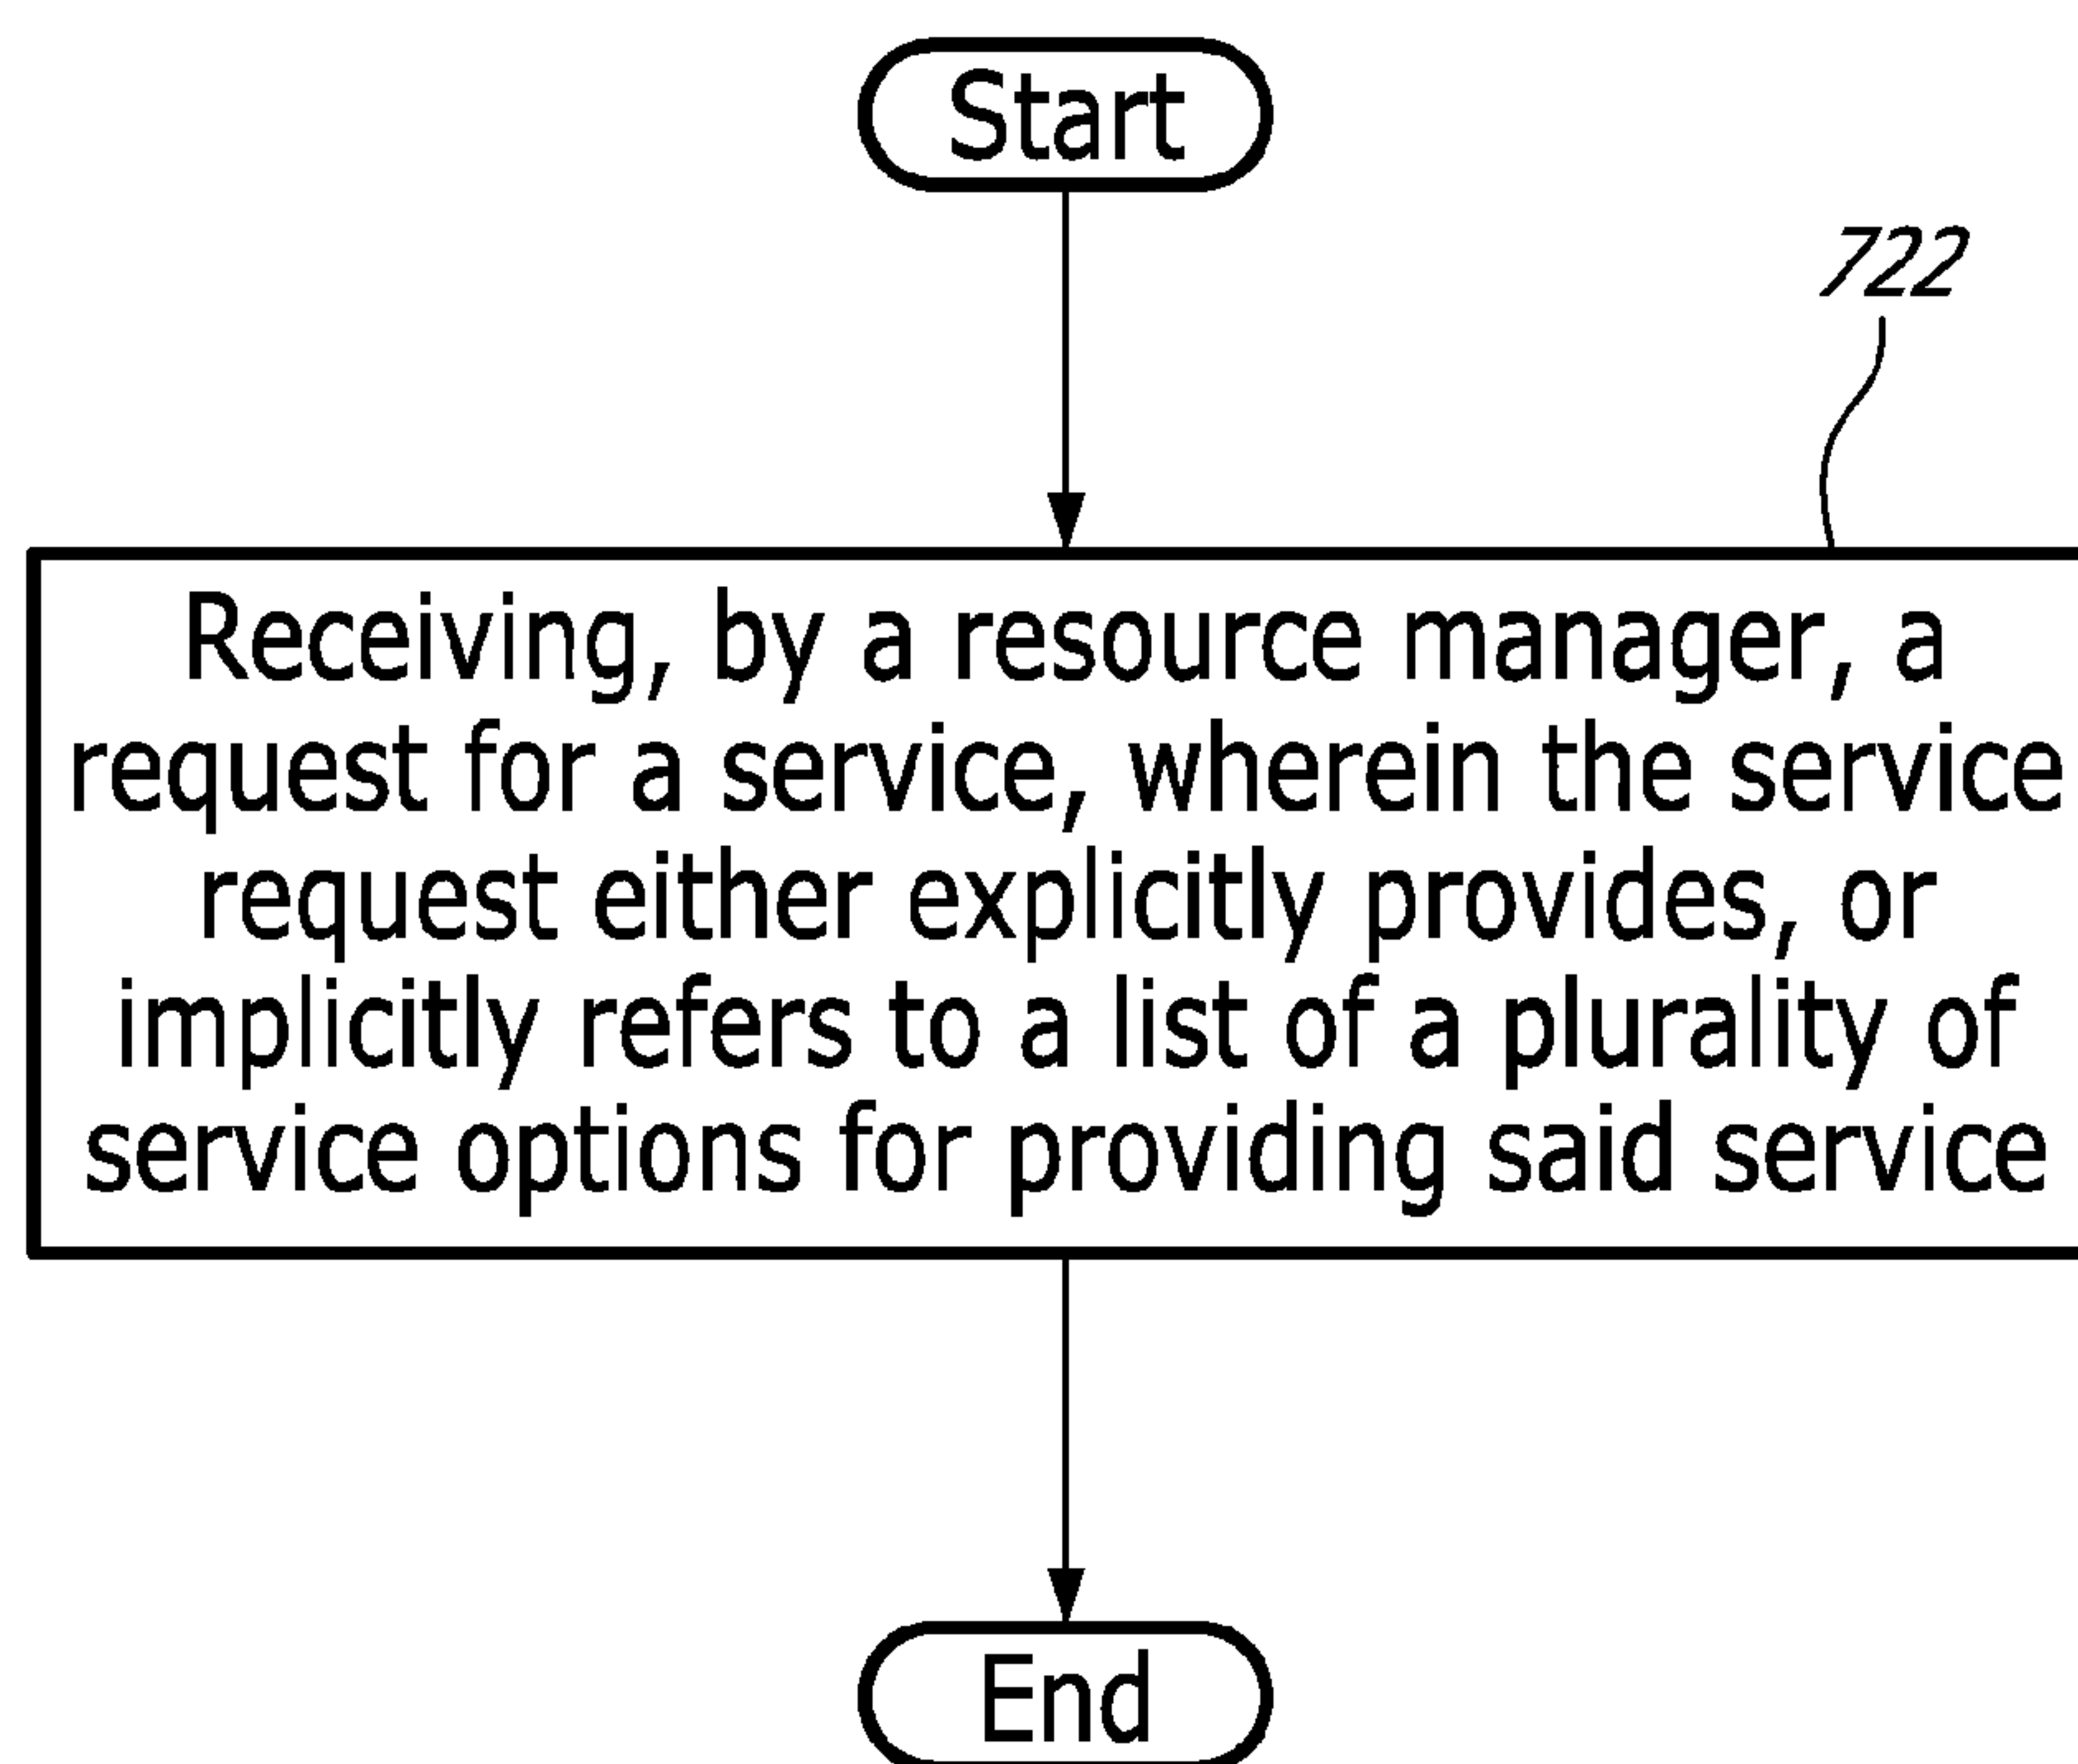 Start
722
Receiving, by a resource manager, a
request for a service, wherein the service
request either explicitly provides, or
implicitly refers to a list of a plurality of
service options for providing said service
End